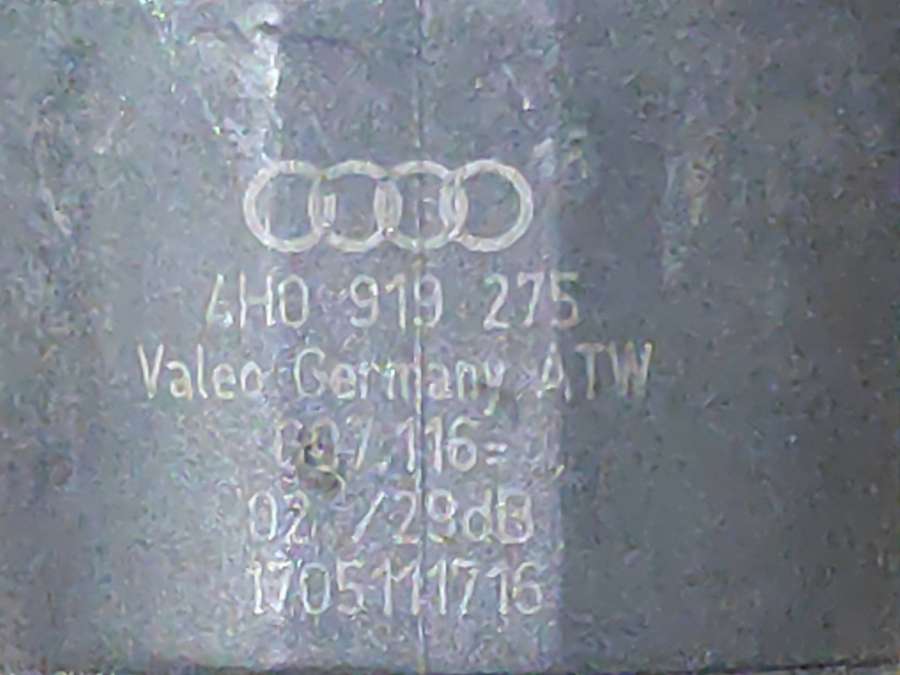 4H0 919 275
Valeo Germany ATW
02 /29dB
1705111716